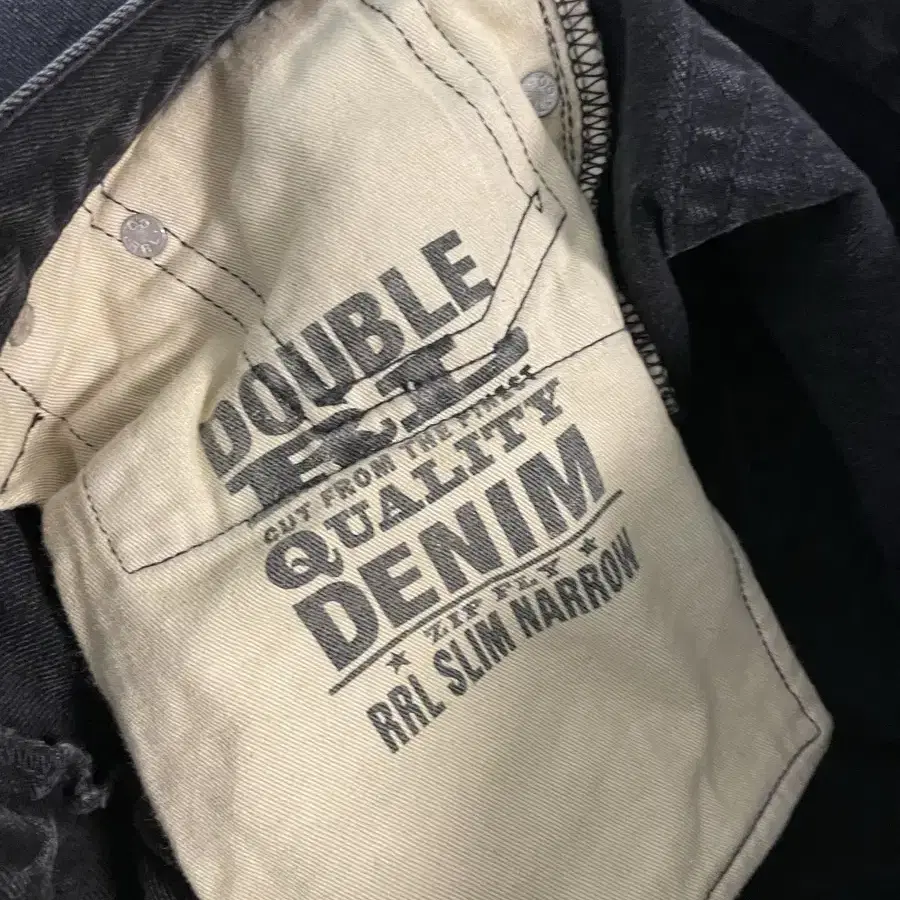 DOUBLE
RL
CUT FROM THE FINEST
QUALITY
DENIM
★ ZIP FLY ★
RRL SLIM NARROW